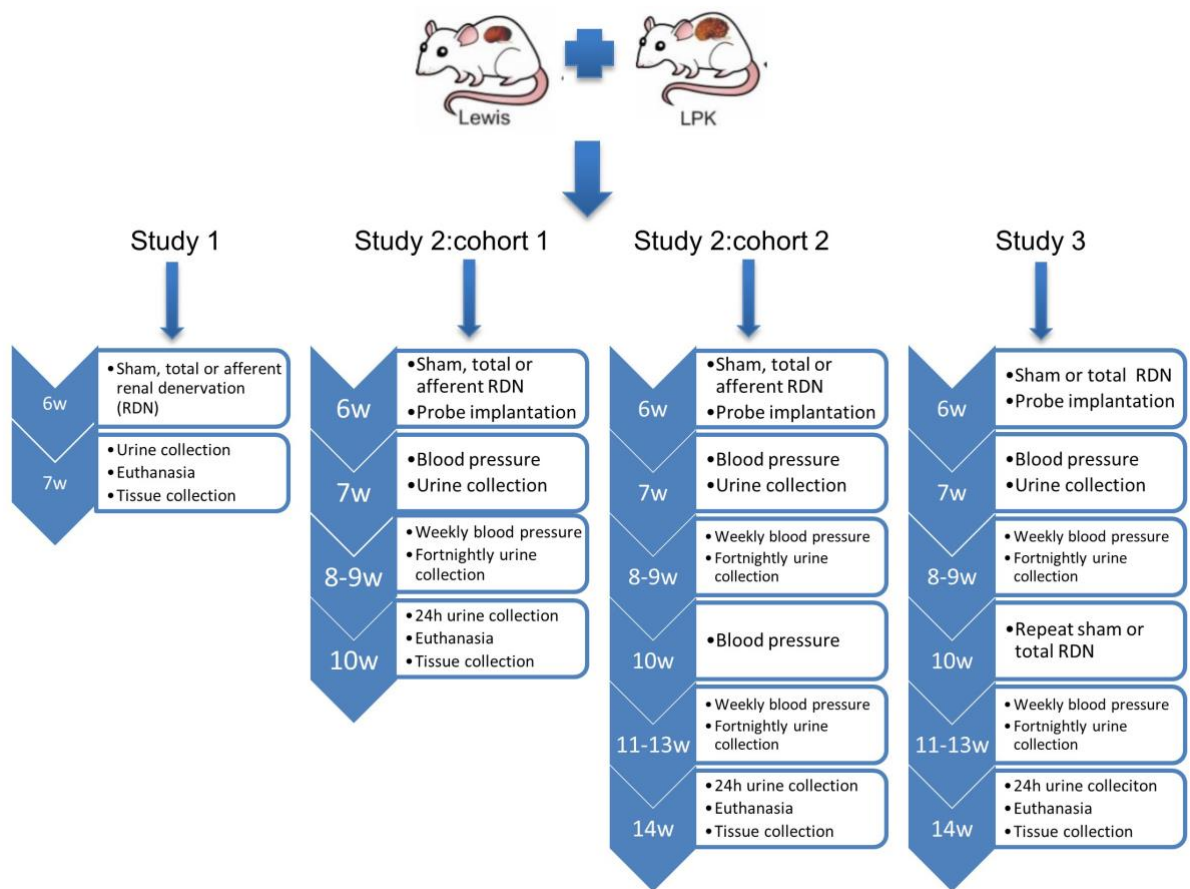 Lewis
LPK
Study 1
6w
•Sham, total or afferent
renal denervation
(RDN)
7w
•Urine collection
•Euthanasia
•Tissue collection
Study 2:cohort 1
6w
•Sham, total or
afferent RDN
•Probe implantation
7w
•Blood pressure
•Urine collection
8-9w
•Weekly blood pressure
•Fortnightly urine
collection
10w
•24h urine collection
•Euthanasia
•Tissue collection
Study 2:cohort 2
6w
•Sham, total or
afferent RDN
•Probe implantation
7w
•Blood pressure
•Urine collection
8-9w
•Weekly blood pressure
•Fortnightly urine
collection
10w
•Blood pressure
11-13w
•Weekly blood pressure
•Fortnightly urine
collection
14w
•24h urine collection
•Euthanasia
•Tissue collection
Study 3
6w
•Sham or total RDN
•Probe implantation
7w
•Blood pressure
•Urine collection
8-9w
•Weekly blood pressure
•Fortnightly urine
collection
10w
•Repeat sham or
total RDN
11-13w
•Weekly blood pressure
•Fortnightly urine
collection
14w
•24h urine colleciton
•Euthanasia
•Tissue collection